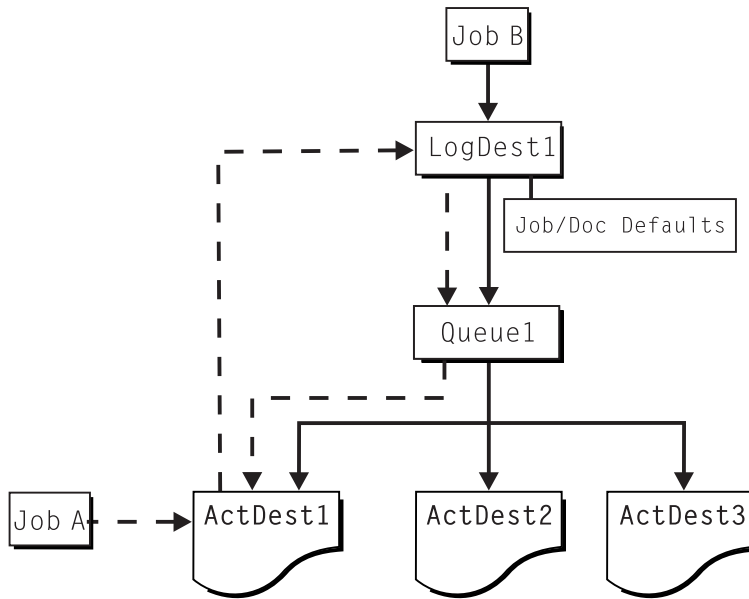 Job B
LogDest1
Job/Doc Defaults
Queue1
Job A
ActDest1
ActDest2
ActDest3